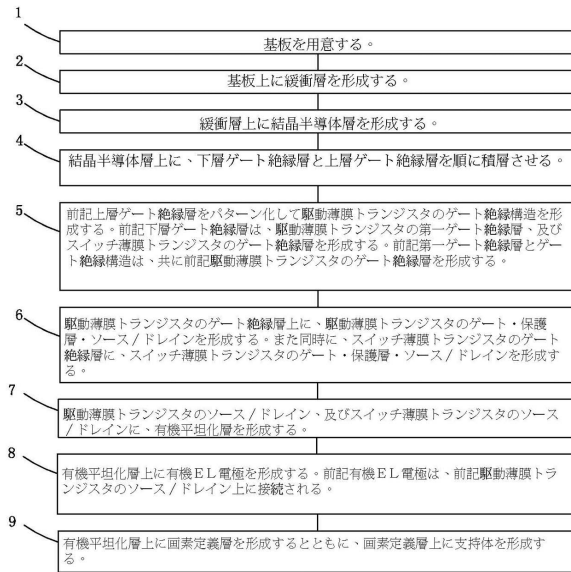 1
基板を用意する。
2
基板上に緩衝層を形成する。
3
緩衝層上に結晶半導体層を形成する。
4
結晶半導体層上に、下層ゲート絶縁層と上層ゲート絶縁層を順に積層させる。
5
前記上層ゲート絶縁層をパターン化して駆動薄膜トランジスタのゲート絶縁構造を形
成する。前記下層ゲート絶縁層は、駆動薄膜トランジスタの第一ゲート絶縁層、及び
スイッチ薄膜トランジスタのゲート絶縁層を形成する。前記第一ゲート絶縁層とゲー
ト絶縁構造は、共に前記駆動薄膜トランジスタのゲート絶縁層を形成する。
6
駆動薄膜トランジスタのゲート絶縁層上に、駆動薄膜トランジスタのゲート・保護
層・ソース/ドレインを形成する。また同時に、スイッチ薄膜トランジスタのゲート
絶縁層に、スイッチ薄膜トランジスタのゲート・保護層・ソース/ドレインを形成す
る。
7
駆動薄膜トランジスタのソース/ドレイン、及びスイッチ薄膜トランジスタのソース
/ドレインに、有機平坦化層を形成する。
8
有機平坦化層上に有機EL電極を形成する。前記有機EL電極は、前記駆動薄膜トラ
ンジスタのソース/ドレイン上に接続される。
9
有機平坦化層上に画素定義層を形成するとともに、画素定義層上に支持体を形成す
る。